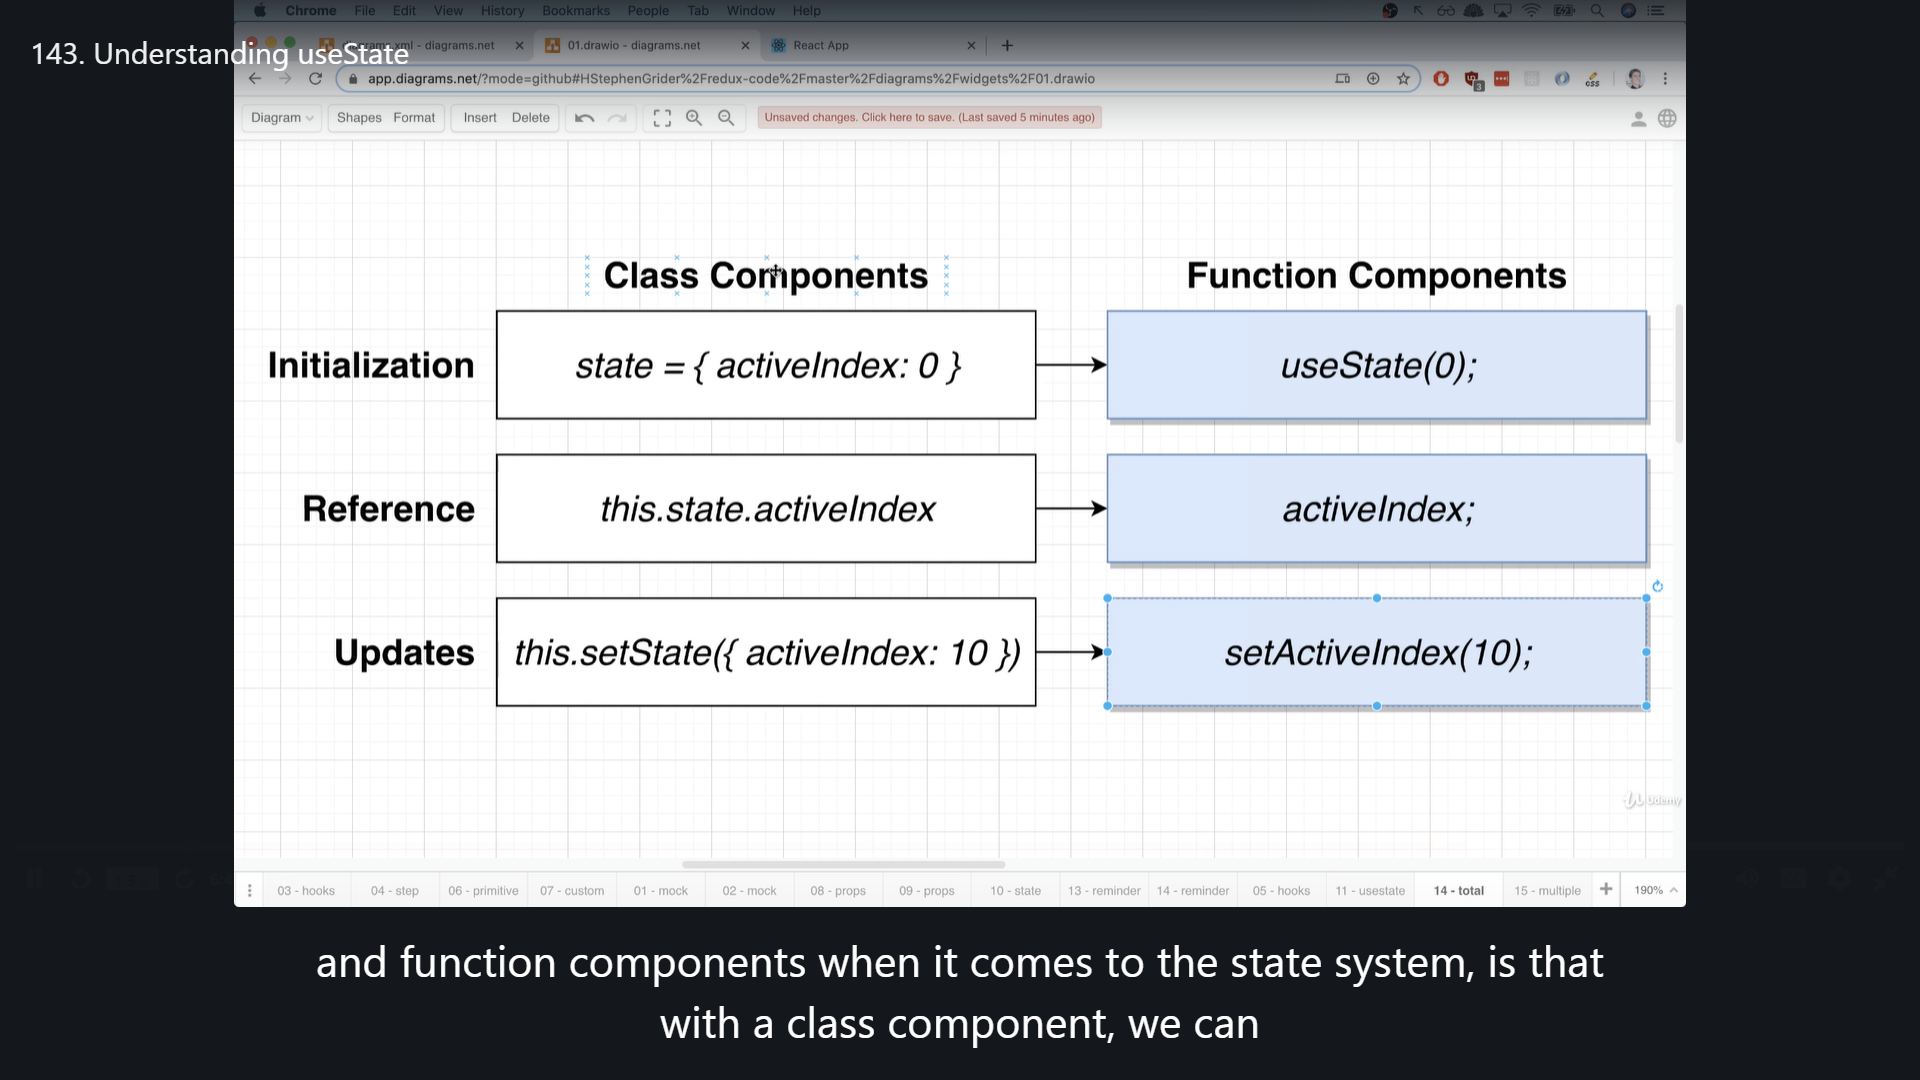 Chrome File Edit View History Bookmarks People Tab Window Help
143. Understanding useState
.xml - diagrams.net
01.drawio - diagrams.net
React App
app.diagrams.net/?mode=github#HStephenGrider%2Fredux-code%2Fmaster%2Fdiagrams%2Fwidgets%2F01.drawio
3
css
Diagram Shapes Format Insert Delete
Unsaved changes. Click here to save. (Last saved 5 minutes ago)
Class Components Function Components
Initialization state = { activeIndex: 0 } useState(0);
Reference this.state.activeIndex activeIndex;
Updates this.setState({ activeIndex: 10 }) setActiveIndex(10);
Udemy
03 - hooks 04 - step 06 - primitive 07 - custom 01 - mock 02 - mock 08 - props 09 - props 10 - state 13 - reminder 14 - reminder 05 - hooks 11 - usestate 14 - total 15 - multiple 190%
and function components when it comes to the state system, is that
with a class component, we can